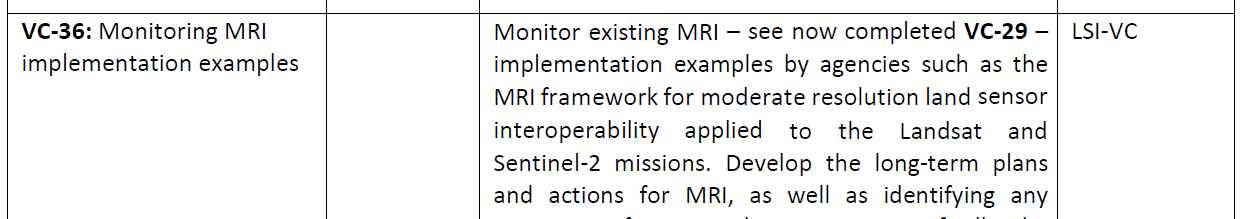 VC-36: Monitoring MRI
implementation examples
Monitor existing MRI – see now completed VC-29 –
implementation examples by agencies such as the
MRI framework for moderate resolution land sensor
interoperability applied to the Landsat and
Sentinel-2 missions. Develop the long-term plans
and actions for MRI, as well as identifying any
LSI-VC